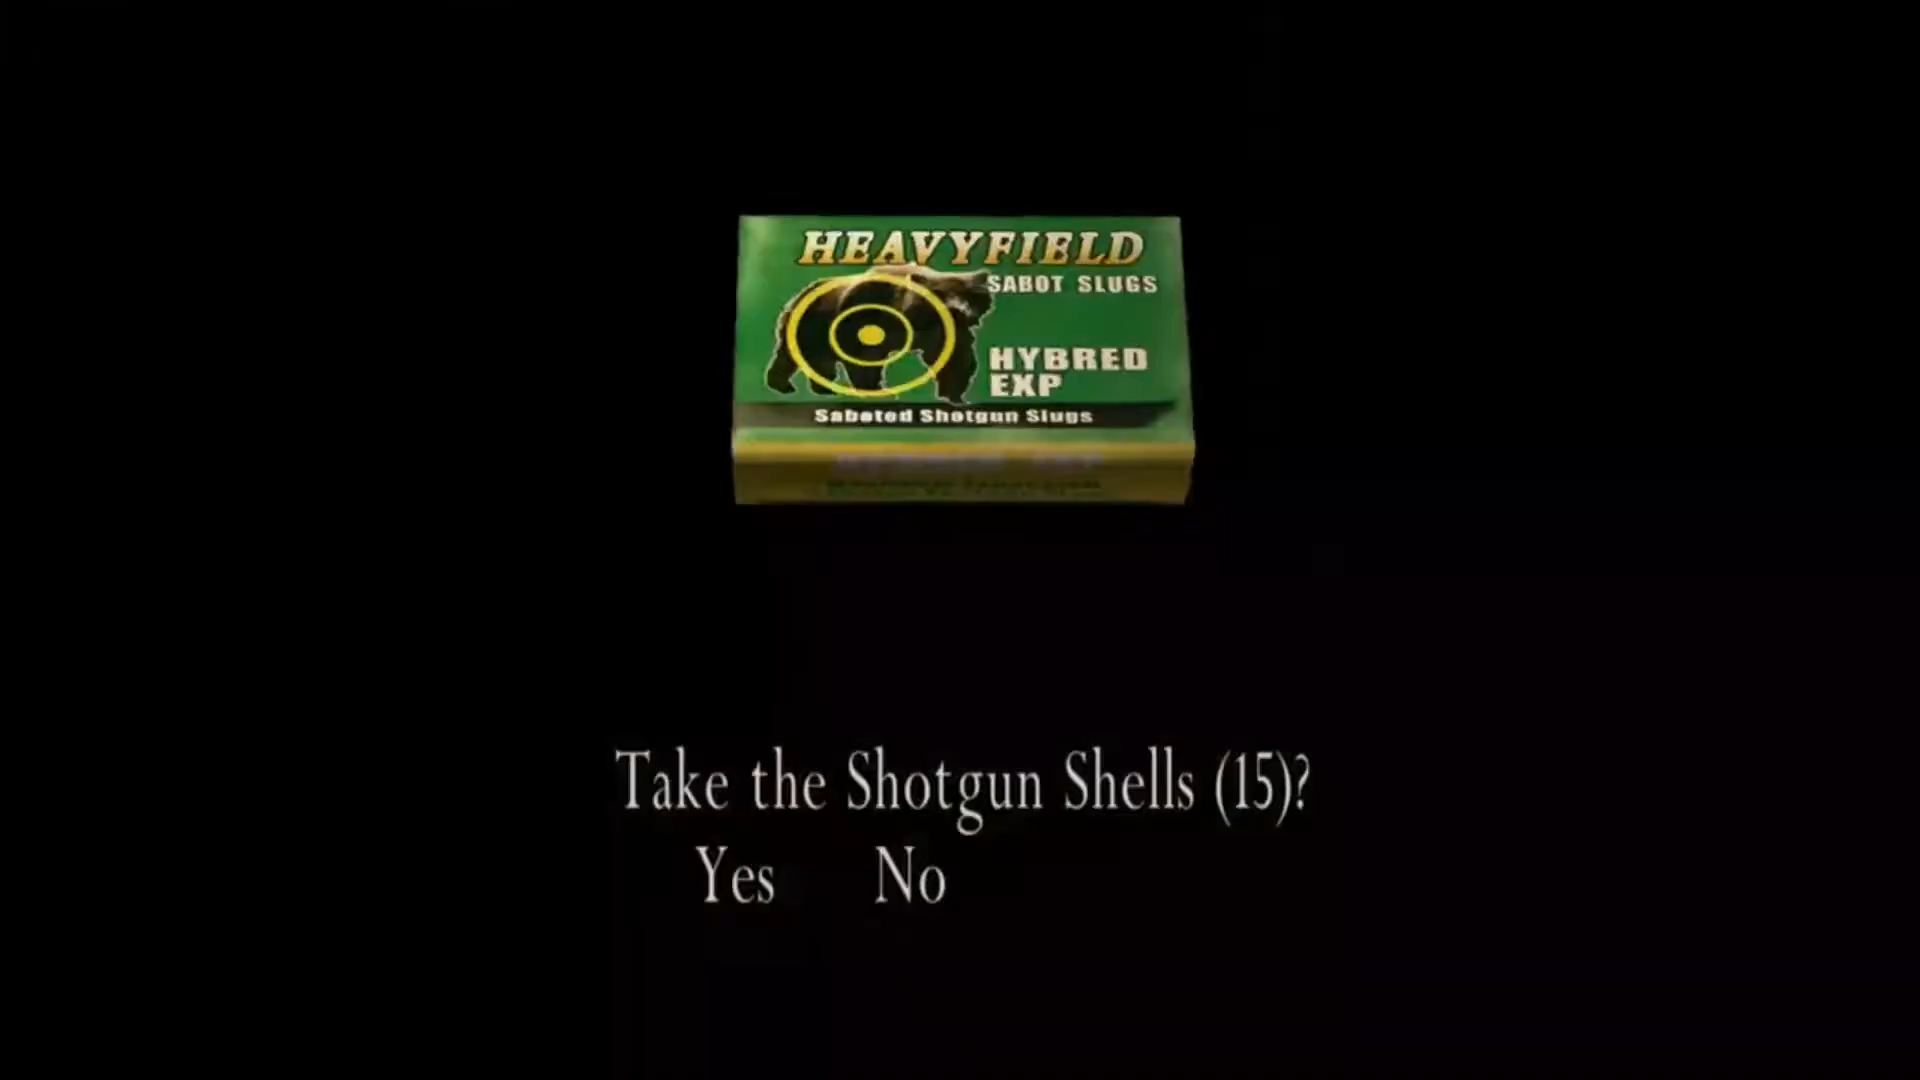 HEAVYFIELD
SABOT SLUGS
HYBRED
EXP
Saboted Shotgun Slugs
Take the Shotgun Shells (15)?
Yes No